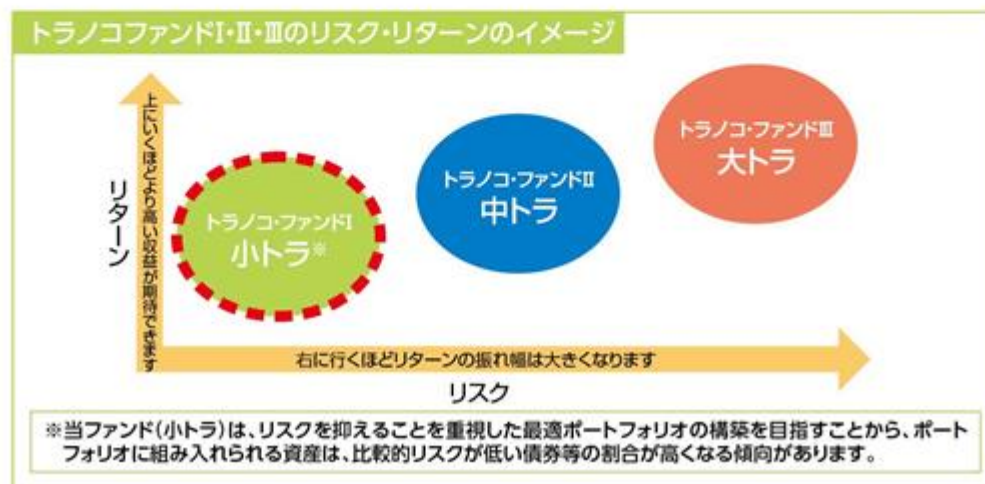 トラノコファンドI・II・IIIのリスク・リターンのイメージ
リターン
上にいくほどより高い収益が期待できます
トラノコ・ファンドI
小トラ※
トラノコ・ファンドII
中トラ
トラノコ・ファンドIII
大トラ
右に行くほどリターンの振れ幅は大きくなります
リスク
※当ファンド(小トラ)は、リスクを抑えることを重視した最適ポートフォリオの構築を目指すことから、ポート
フォリオに組み入れられる資産は、比較的リスクが低い債券等の割合が高くなる傾向があります。